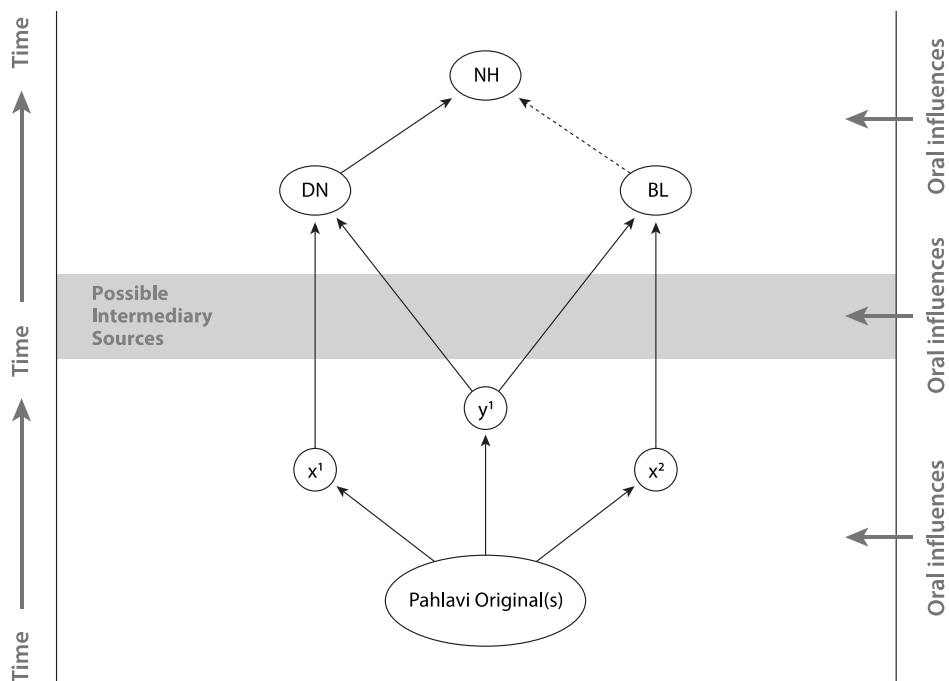 Time
NH
Oral influences
DN
BL
Possible
Intermediary
Sources
Oral influences
Time
y¹
x¹
x²
Oral influences
Pahlavi Original(s)
Time